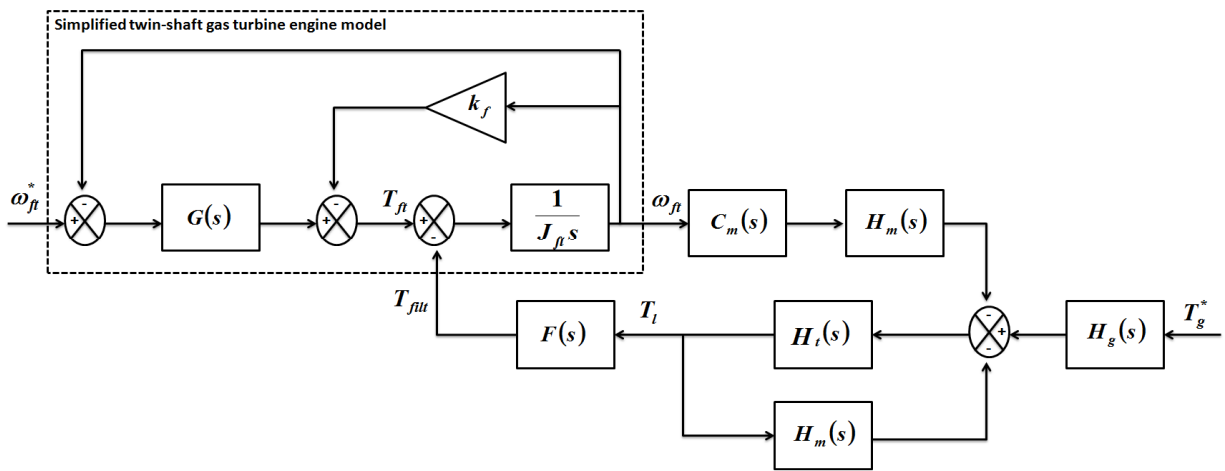 Simplified twin-shaft gas turbine engine model
k_f
-
-
ω*_ft
+
G(s)
+
T_ft
+
-
1
J_ft s
ω_ft
C_m(s)
H_m(s)
T_filt
F(s)
T_l
H_t(s)
-
+
-
H_g(s)
T*_g
H_m(s)